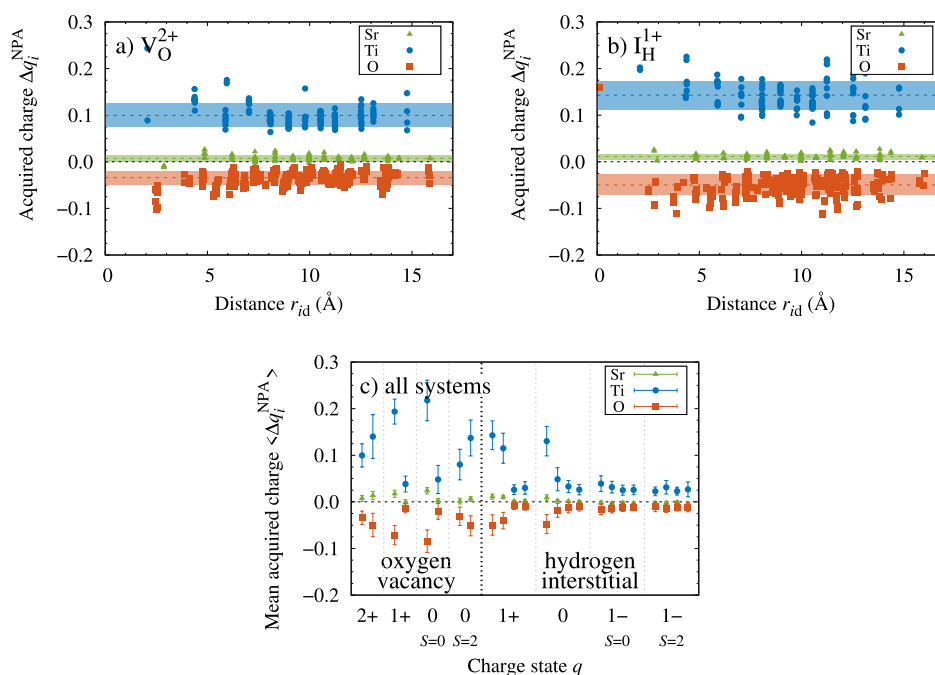 a) V_O^{2+}
Sr
Ti
O
Acquired charge Δq_i^{NPA}
0.3
0.2
0.1
0.0
−0.1
−0.2
0 5 10 15
Distance r_{id} (Å)
b) I_H^{1+}
Sr
Ti
O
Acquired charge Δq_i^{NPA}
0.3
0.2
0.1
0.0
−0.1
−0.2
0 5 10 15
Distance r_{id} (Å)
c) all systems
Sr
Ti
O
Mean acquired charge <Δq_i^{NPA}>
0.3
0.2
0.1
0.0
−0.1
−0.2
oxygen
vacancy
hydrogen
interstitial
2+ 1+ 0 0 1+ 0 1− 1−
S=0 S=2 S=0 S=2
Charge state q